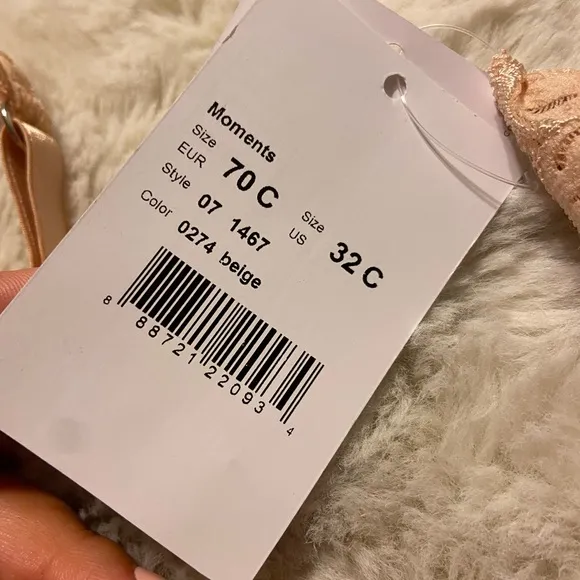 Moments
Size EUR 70 C Size US 32 C
Style 07 1467
Color 0274 beige
8 88721 22093 4